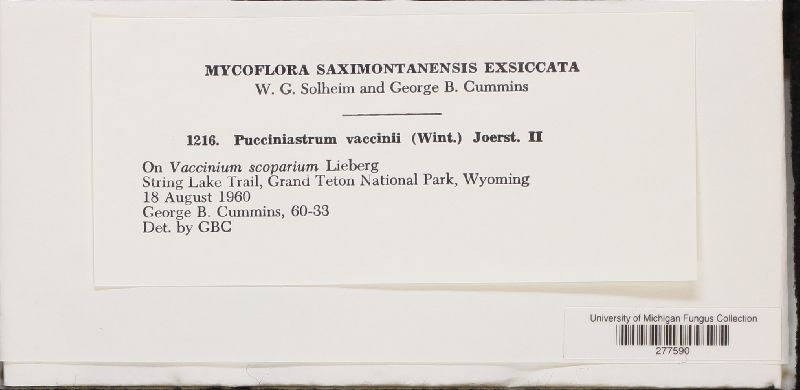 MYCOFLORA SAXIMONTANENSIS EXSICCATA
W. G. Solheim and George B. Cummins
1216. Pucciniastrum vaccinii (Wint.) Joerst. II
On Vaccinium scoparium Lieberg
String Lake Trail, Grand Teton National Park, Wyoming
18 August 1960
George B. Cummins, 60-33
Det. by GBC
University of Michigan Fungus Collection
277590